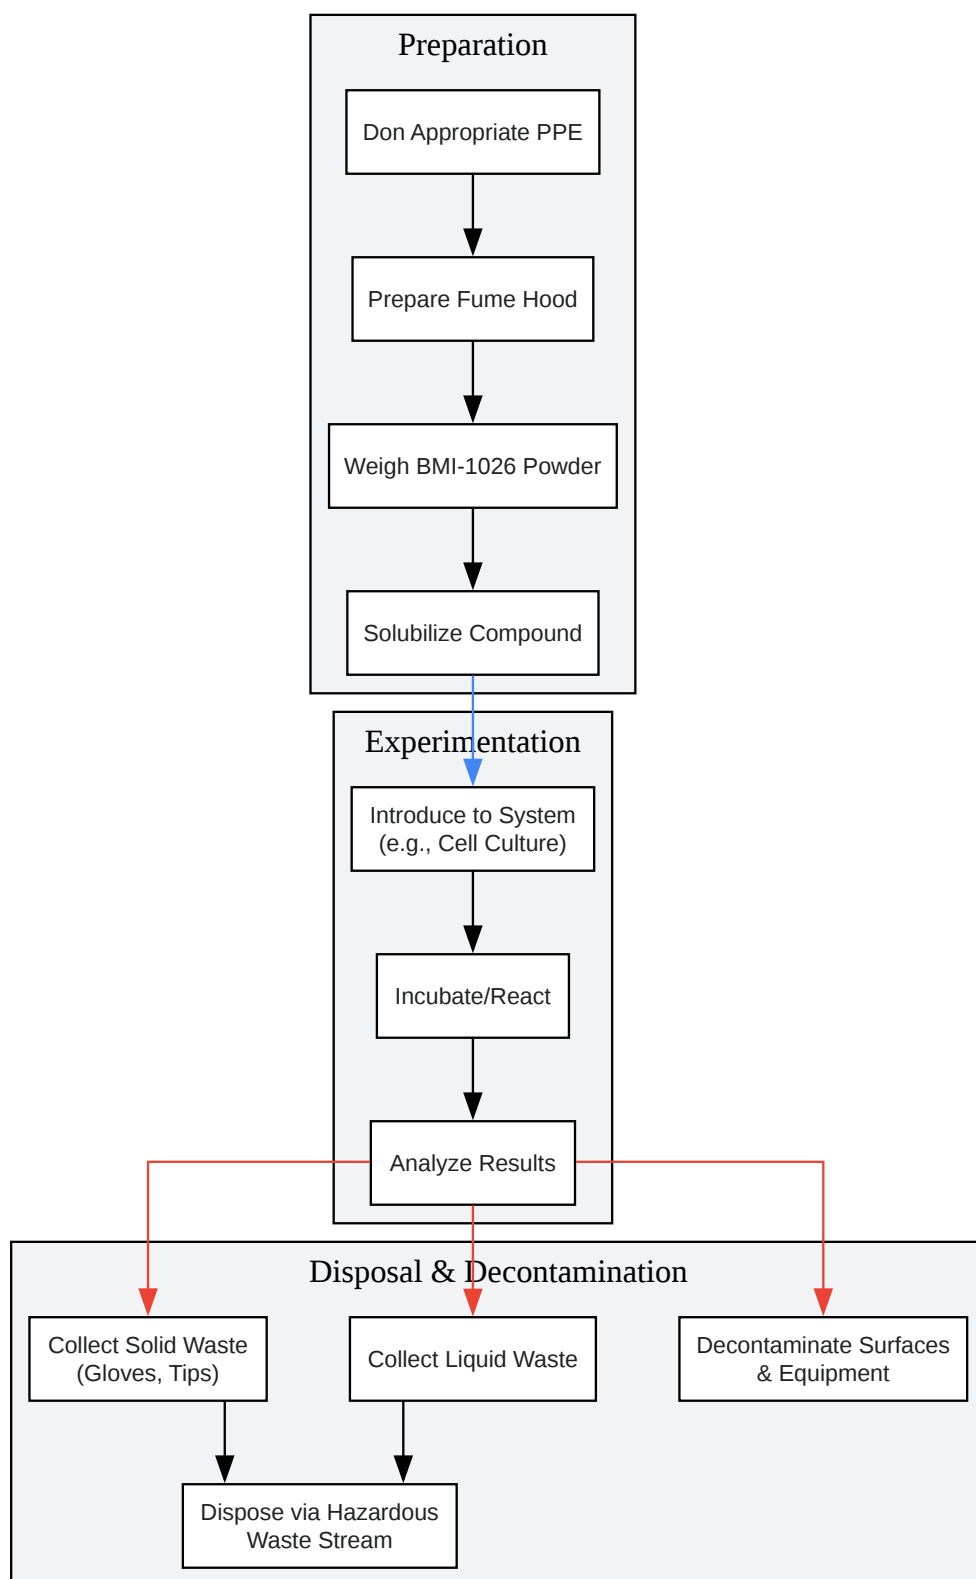 Preparation
Don Appropriate PPE
Prepare Fume Hood
Weigh BMI-1026 Powder
Solubilize Compound
Experimentation
Introduce to System
(e.g., Cell Culture)
Incubate/React
Analyze Results
Disposal & Decontamination
Collect Solid Waste
(Gloves, Tips)
Collect Liquid Waste
Decontaminate Surfaces
& Equipment
Dispose via Hazardous
Waste Stream